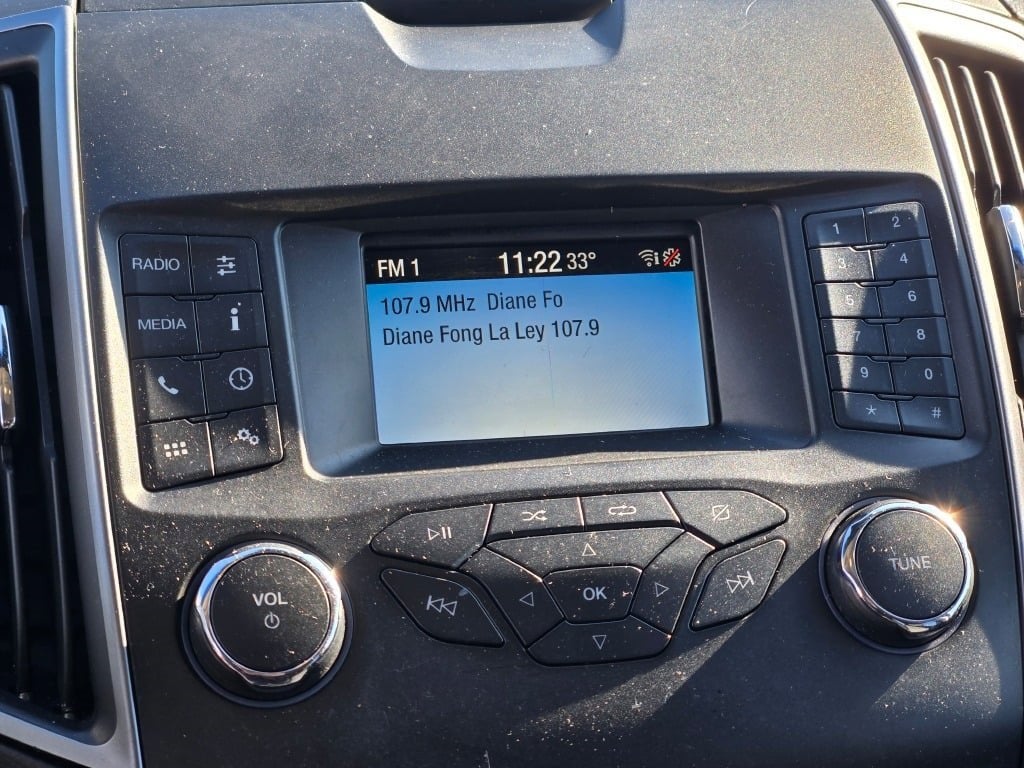 FM 1 11:22 33°
107.9 MHz Diane Fo
Diane Fong La Ley 107.9
RADIO
MEDIA
i
1 2
3 4
5 6
7 8
9 0
* #
OK
VOL
TUNE